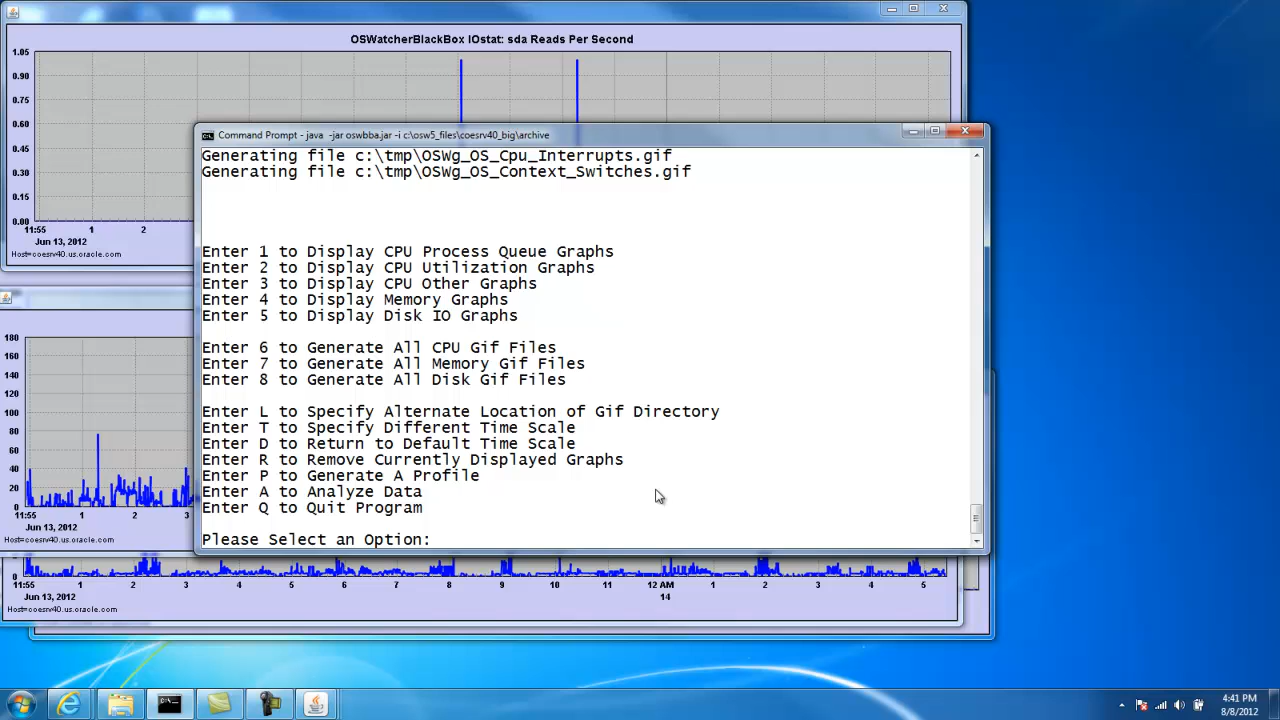 OSWatcherBlackBox IOstat: sda Reads Per Second
1.05
0.90
0.75
0.60
0.45
0.30
0.15
0.00
11:55 1 2
Jun 13, 2012
Host=coesrv40.us.oracle.com
Command Prompt - java -jar oswbba.jar -i c:\osw5_files\coesrv40_big\archive
Generating file c:\tmp\OSWg_OS_Cpu_Interrupts.gif
Generating file c:\tmp\OSWg_OS_Context_Switches.gif
Enter 1 to Display CPU Process Queue Graphs
Enter 2 to Display CPU Utilization Graphs
Enter 3 to Display CPU Other Graphs
Enter 4 to Display Memory Graphs
Enter 5 to Display Disk IO Graphs
Enter 6 to Generate All CPU Gif Files
Enter 7 to Generate All Memory Gif Files
Enter 8 to Generate All Disk Gif Files
Enter L to Specify Alternate Location of Gif Directory
Enter T to Specify Different Time Scale
Enter D to Return to Default Time Scale
Enter R to Remove Currently Displayed Graphs
Enter P to Generate A Profile
Enter A to Analyze Data
Enter Q to Quit Program
Please Select an Option:
180
160
140
120
100
80
60
40
20
0
11:55 1 2 3
Jun 13, 2012
Host=coesrv40.us.oracle.com
0
11:55 1 2 3 4 5 6 7 8 9 10 11 12 AM 1 2 3 4 5
Jun 13, 2012 14
Host=coesrv40.us.oracle.com
4:41 PM
8/8/2012